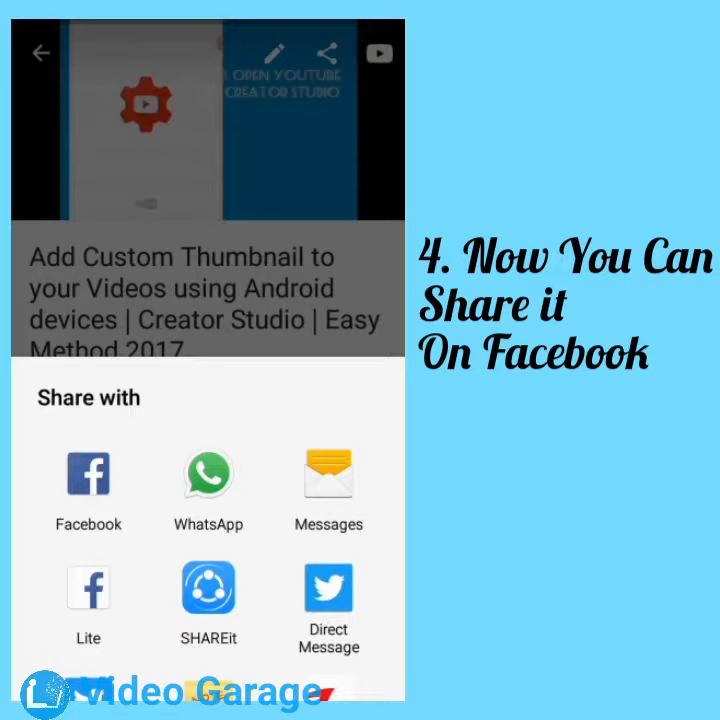 I OPEN YOUTUBE
CREATOR STUDIO
Add Custom Thumbnail to
your Videos using Android
devices | Creator Studio | Easy
Method 2017
4. Now You Can
Share it
On Facebook
Share with
Facebook
WhatsApp
Messages
Lite
SHAREit
Direct
Message
Video Garage